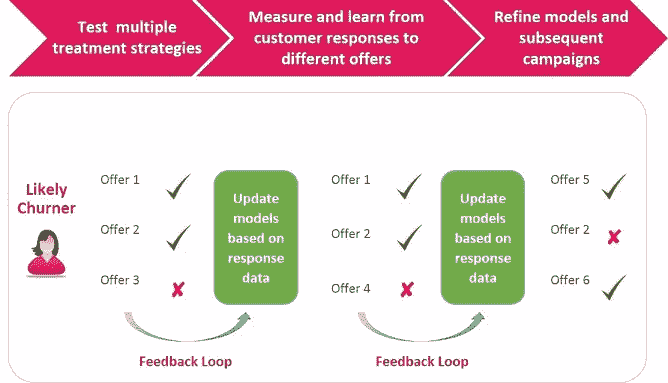 Test multiple
treatment strategies
Measure and learn from
customer responses to
different offers
Refine models and
subsequent
campaigns
Likely
Churner
Offer 1
Offer 2
Offer 3
Update
models
based on
response
data
Offer 1
Offer 2
Offer 4
Update
models
based on
response
data
Offer 5
Offer 2
Offer 6
Feedback Loop
Feedback Loop